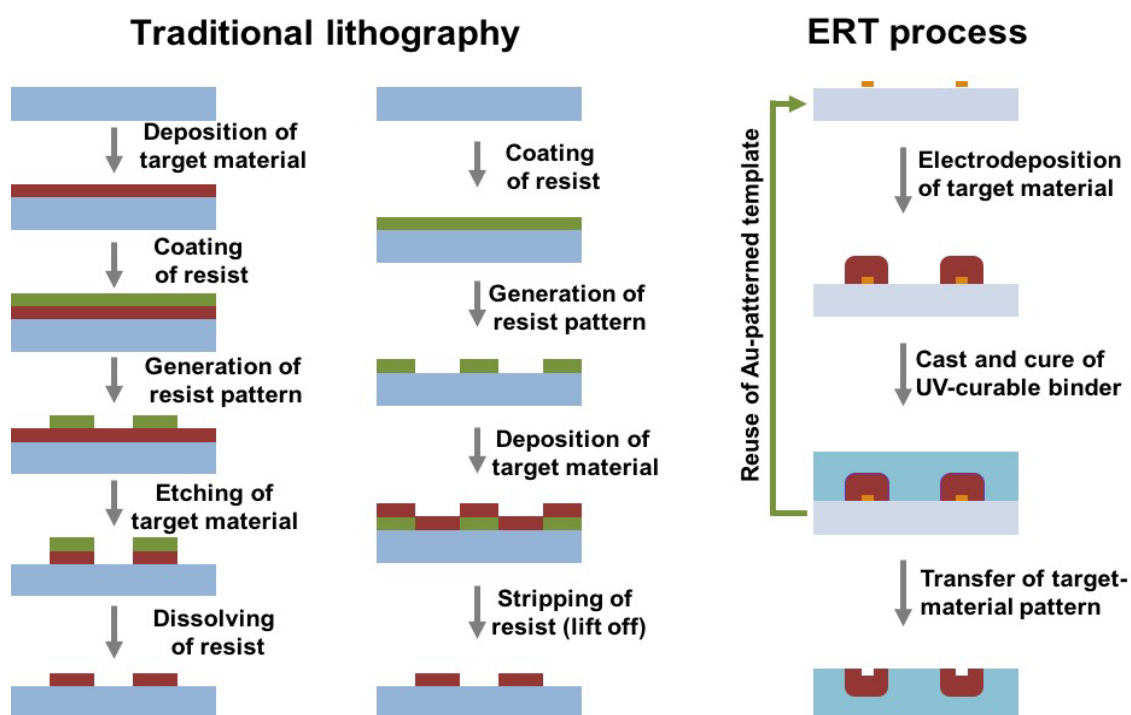 Traditional lithography
Deposition of
target material
Coating
of resist
Generation of
resist pattern
Etching of
target material
Dissolving
of resist
Coating
of resist
Generation of
resist pattern
Deposition of
target material
Stripping of
resist (lift off)
ERT process
Reuse of Au-patterned template
Electrodeposition
of target material
Cast and cure of
UV-curable binder
Transfer of target-
material pattern